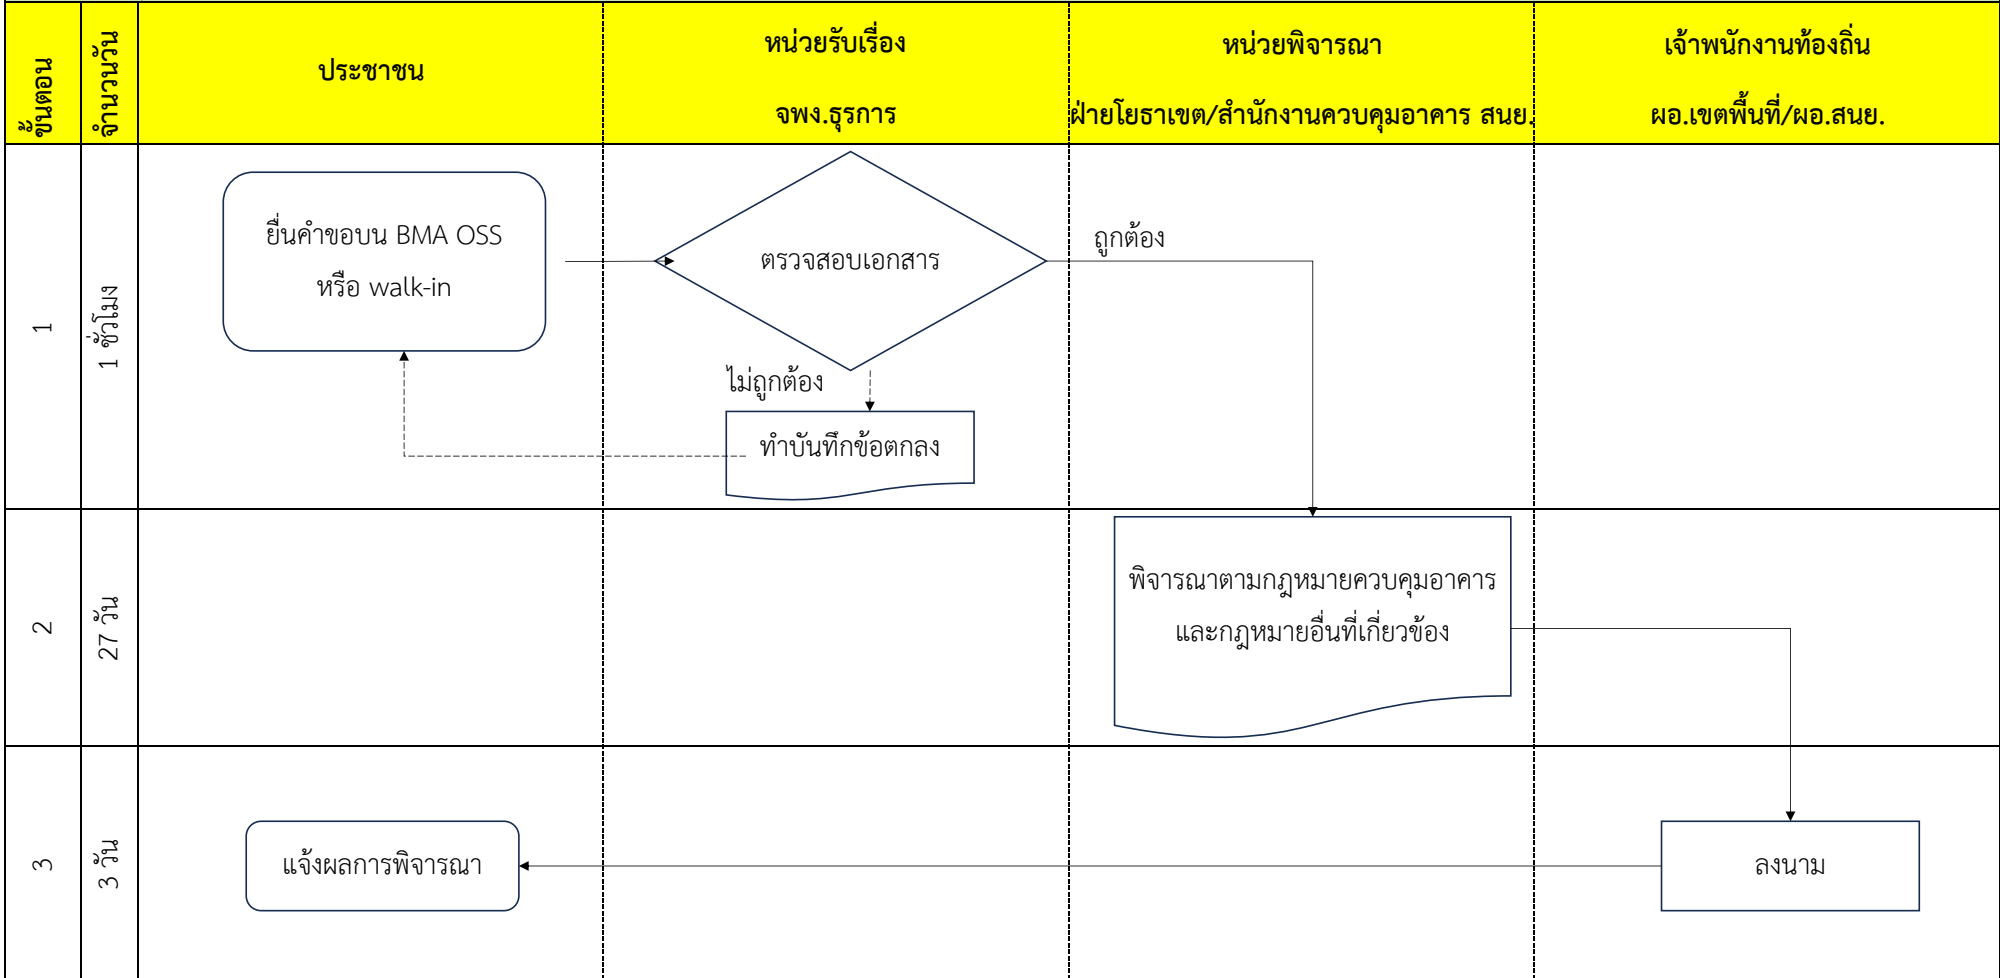 ขั้นตอน
จำนวนวัน
ประชาชน
หน่วยรับเรื่อง
จพง.ธุรการ
หน่วยพิจารณา
ฝ่ายโยธาเขต/สำนักงานควบคุมอาคาร สนย.
เจ้าพนักงานท้องถิ่น
ผอ.เขตพื้นที่/ผอ.สนย.
1
1 ชั่วโมง
ยื่นคำขอบน BMA OSS
หรือ walk-in
ตรวจสอบเอกสาร
ถูกต้อง
ไม่ถูกต้อง
ทำบันทึกข้อตกลง
2
27 วัน
พิจารณาตามกฎหมายควบคุมอาคาร
และกฎหมายอื่นที่เกี่ยวข้อง
3
3 วัน
แจ้งผลการพิจารณา
ลงนาม